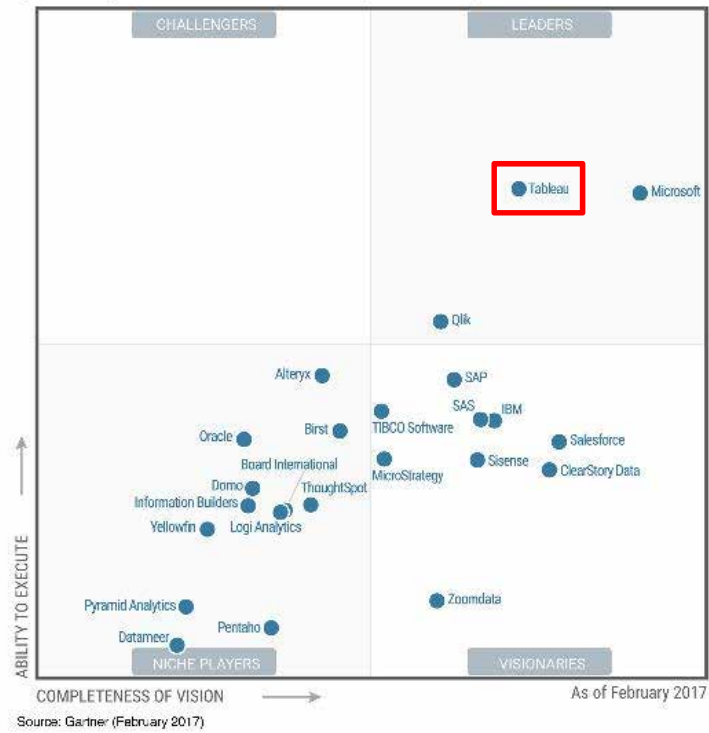 CHALLENGERS
LEADERS
Tableau
Microsoft
Qlik
Alteryx
SAP
SAS
IBM
TIBCO Software
Birst
Oracle
Salesforce
Board International
MicroStrategy
Sisense
ClearStory Data
Domo
ThoughtSpot
Information Builders
Yellowfin
Logi Analytics
Zoomdata
Pyramid Analytics
Pentaho
Datameer
NICHE PLAYERS
VISIONARIES
ABILITY TO EXECUTE
COMPLETENESS OF VISION
As of February 2017
Source: Gartner (February 2017)